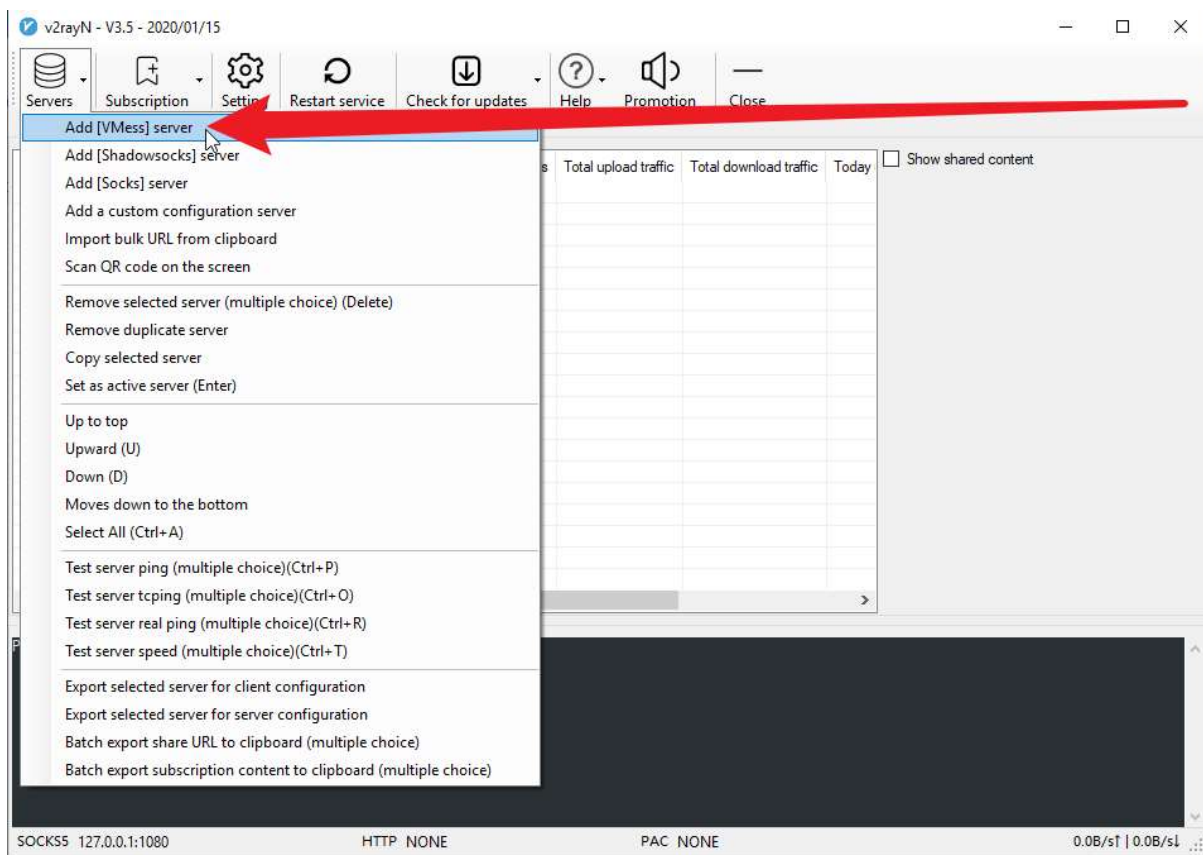 v2rayN - V3.5 - 2020/01/15
Servers Subscription Setting Restart service Check for updates Help Promotion Close
Add [VMess] server
Add [Shadowsocks] server
Add [Socks] server
Add a custom configuration server
Import bulk URL from clipboard
Scan QR code on the screen
Remove selected server (multiple choice) (Delete)
Remove duplicate server
Copy selected server
Set as active server (Enter)
Up to top
Upward (U)
Down (D)
Moves down to the bottom
Select All (Ctrl+A)
Test server ping (multiple choice)(Ctrl+P)
Test server tcping (multiple choice)(Ctrl+O)
Test server real ping (multiple choice)(Ctrl+R)
Test server speed (multiple choice)(Ctrl+T)
Export selected server for client configuration
Export selected server for server configuration
Batch export share URL to clipboard (multiple choice)
Batch export subscription content to clipboard (multiple choice)
s Total upload traffic Total download traffic Today
Show shared content
P
SOCKS5 127.0.0.1:1080 HTTP NONE PAC NONE 0.0B/s↑ | 0.0B/s↓